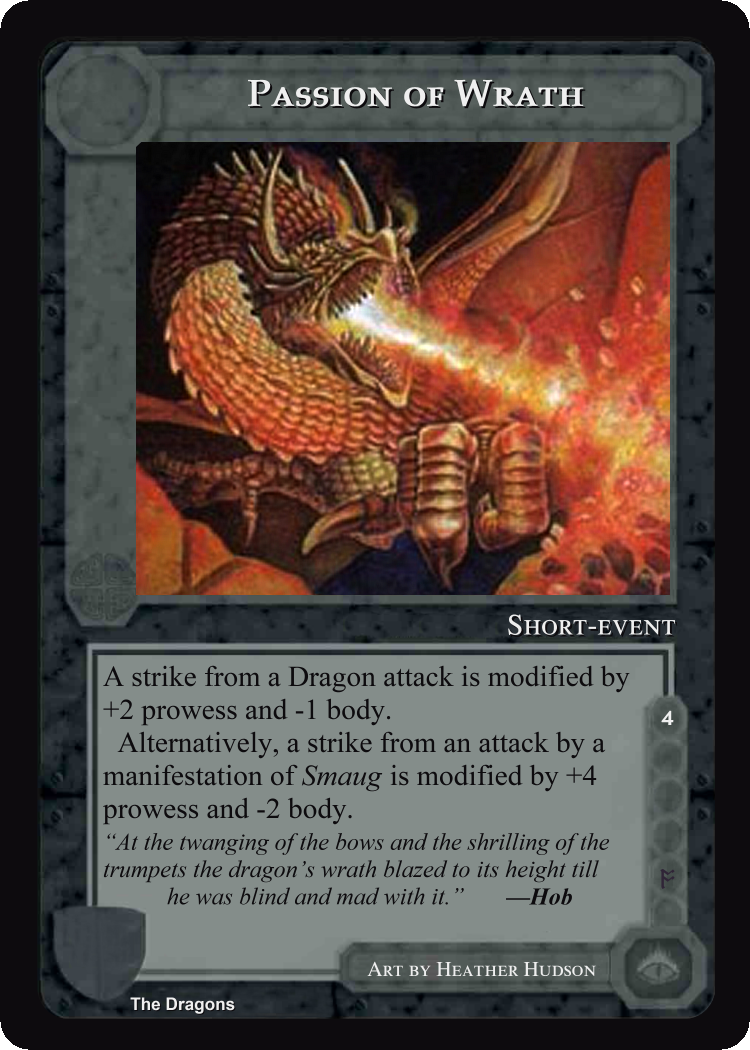 Passion of Wrath
Short-event
A strike from a Dragon attack is modified by
+2 prowess and -1 body.
Alternatively, a strike from an attack by a
manifestation of Smaug is modified by +4
prowess and -2 body.
“At the twanging of the bows and the shrilling of the
trumpets the dragon’s wrath blazed to its height till
he was blind and mad with it.” —Hob
4
ᚩ
Art by Heather Hudson
The Dragons